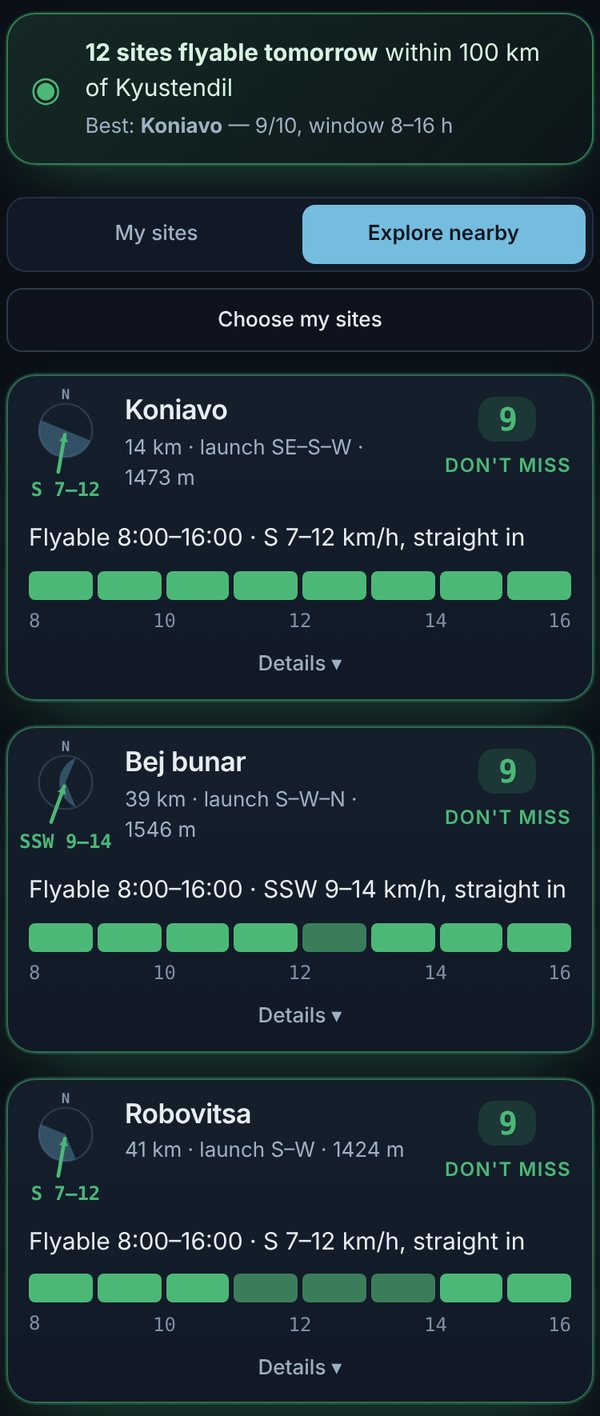 12 sites flyable tomorrow within 100 km
of Kyustendil
Best: Koniavo — 9/10, window 8–16 h
My sites
Explore nearby
Choose my sites
N
S 7–12
Koniavo
14 km · launch SE–S–W ·
1473 m
9
DON'T MISS
Flyable 8:00–16:00 · S 7–12 km/h, straight in
8 10 12 14 16
Details ▾
N
SSW 9–14
Bej bunar
39 km · launch S–W–N ·
1546 m
9
DON'T MISS
Flyable 8:00–16:00 · SSW 9–14 km/h, straight in
8 10 12 14 16
Details ▾
N
S 7–12
Robovitsa
41 km · launch S–W · 1424 m
9
DON'T MISS
Flyable 8:00–16:00 · S 7–12 km/h, straight in
8 10 12 14 16
Details ▾